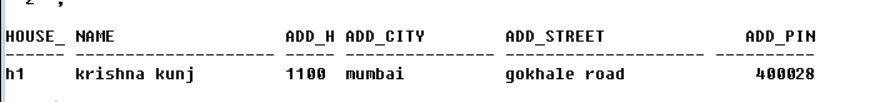 2 ,
HOUSE_ NAME ADD_H ADD_CITY ADD_STREET ADD_PIN
------ -------------------- ----- --------------- -------------------- ----------
h1 krishna kunj 1100 mumbai gokhale road 400028